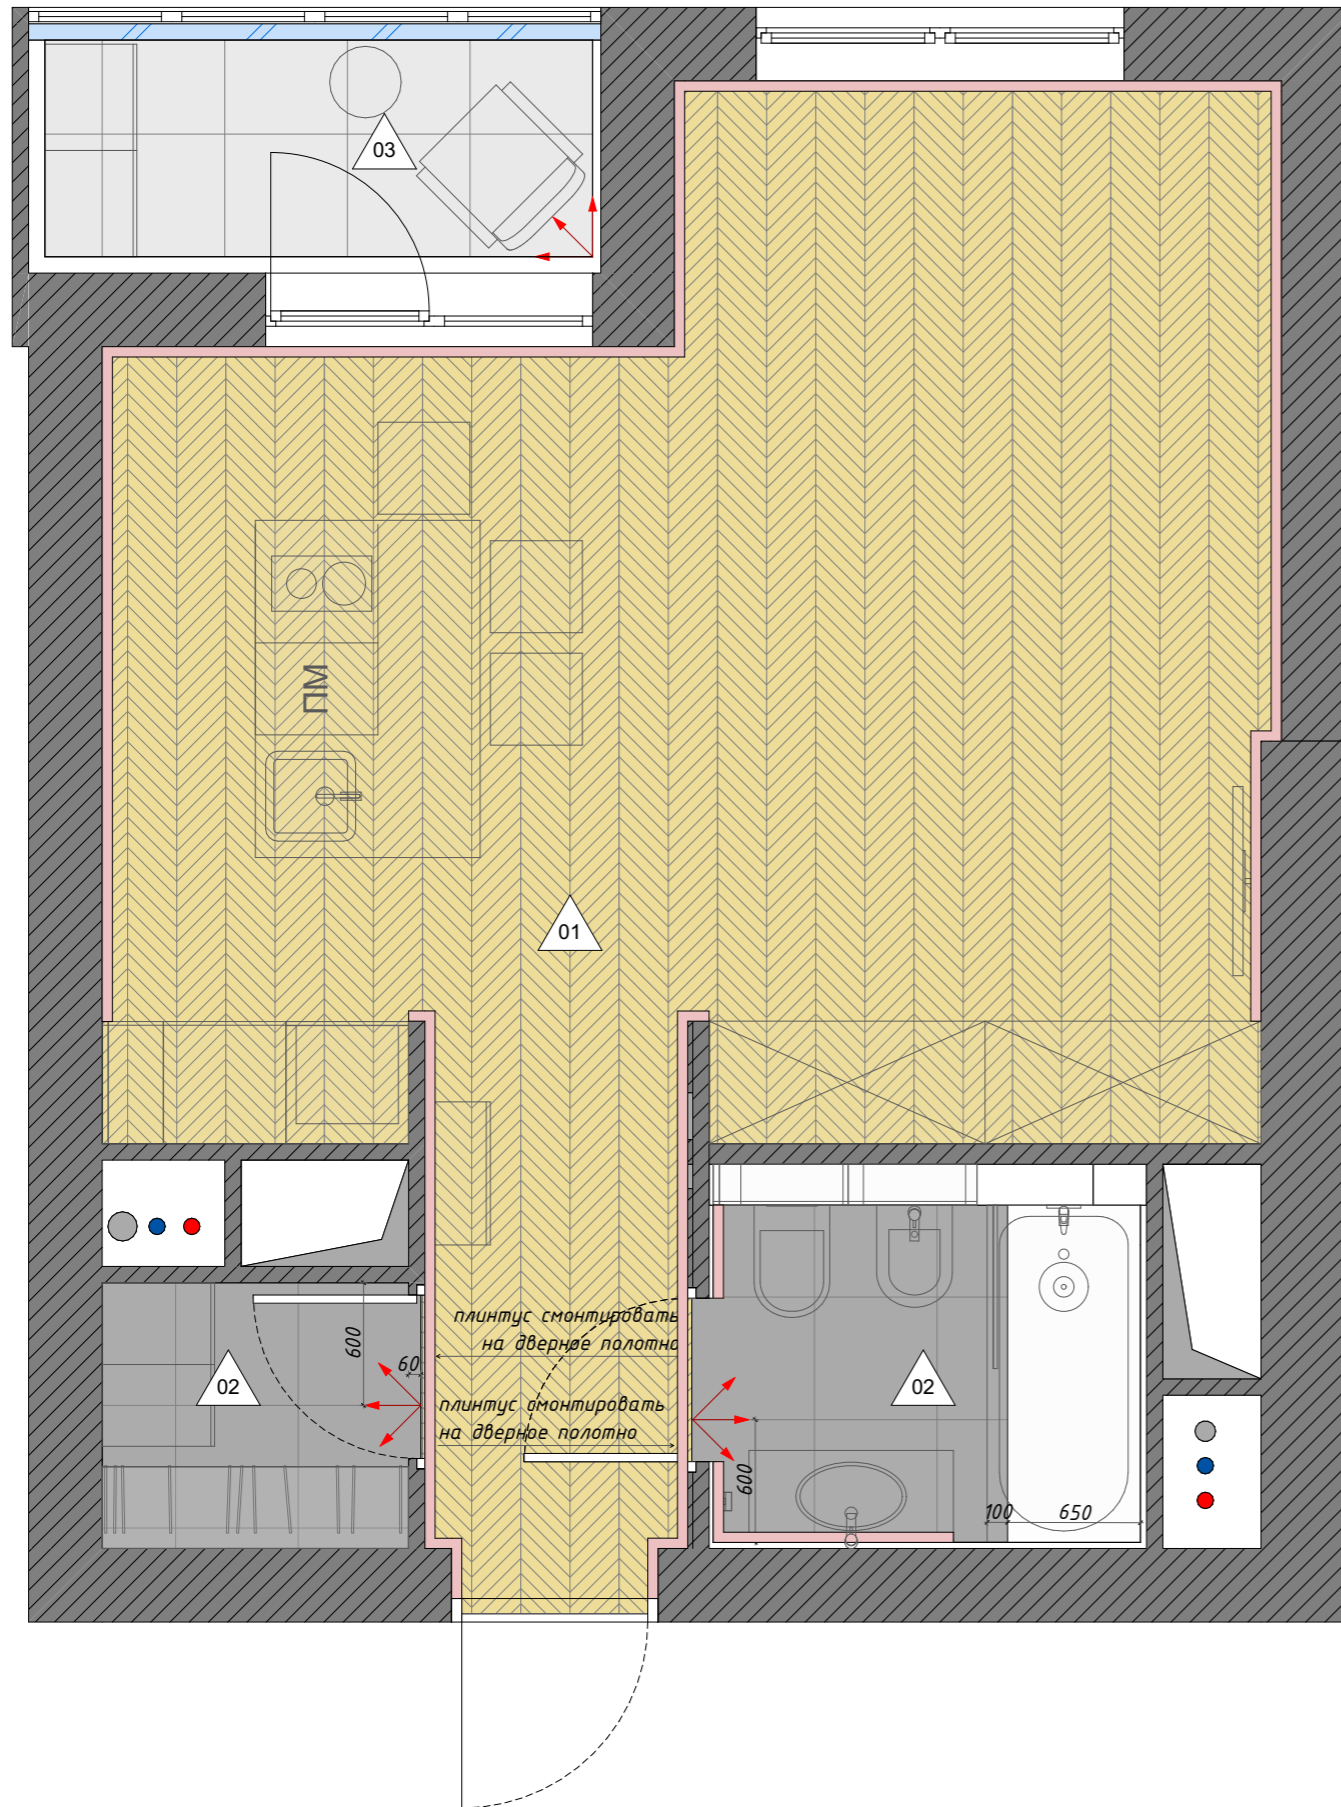 03
ПМ
01
плинтус смонтировать
на дверное полотно
600
60
02
плинтус смонтировать
на дверное полотно
02
600
100
650